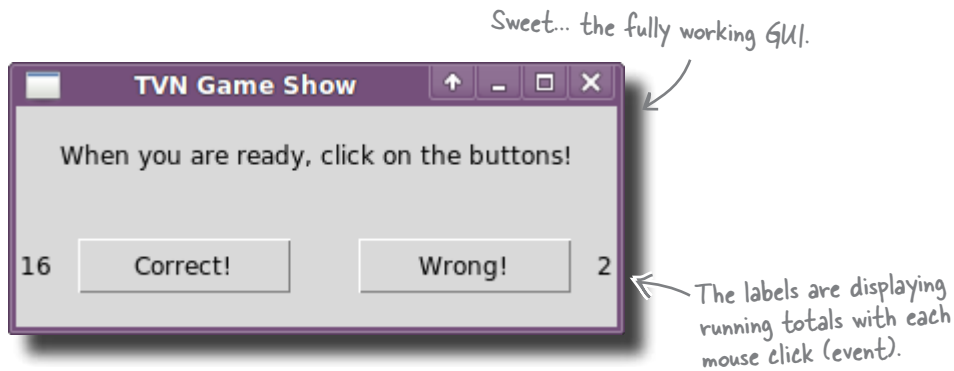 Sweet... the fully working GUI.
TVN Game Show
When you are ready, click on the buttons!
16 Correct! Wrong! 2
The labels are displaying
running totals with each
mouse click (event).